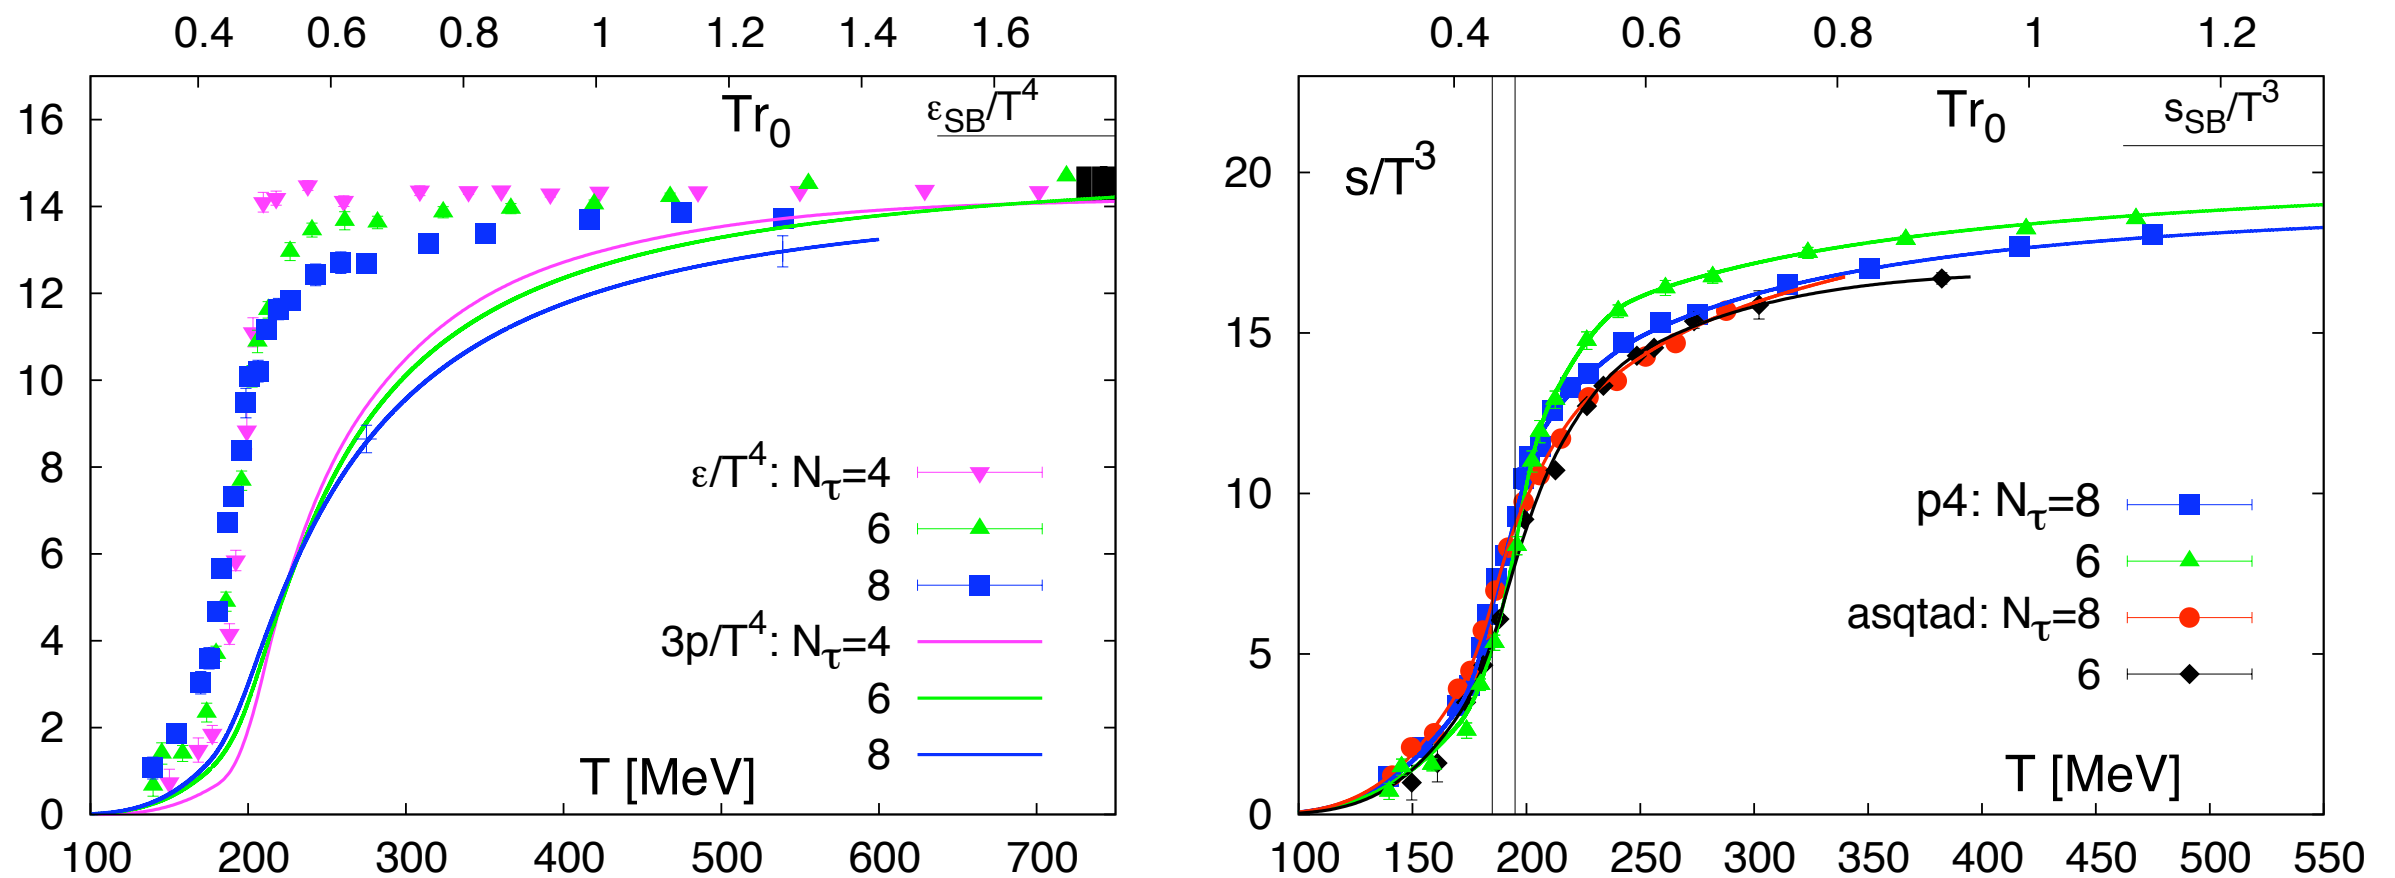 0.4 0.6 0.8 1 1.2 1.4 1.6
Tr0
εSB/T4
16
14
12
10
8
6
4
2
0
ε/T4: Nτ=4
6
8
3p/T4: Nτ=4
6
8
T [MeV]
100 200 300 400 500 600 700
0.4 0.6 0.8 1 1.2
Tr0
sSB/T3
s/T3
20
15
10
5
0
p4: Nτ=8
6
asqtad: Nτ=8
6
T [MeV]
100 150 200 250 300 350 400 450 500 550